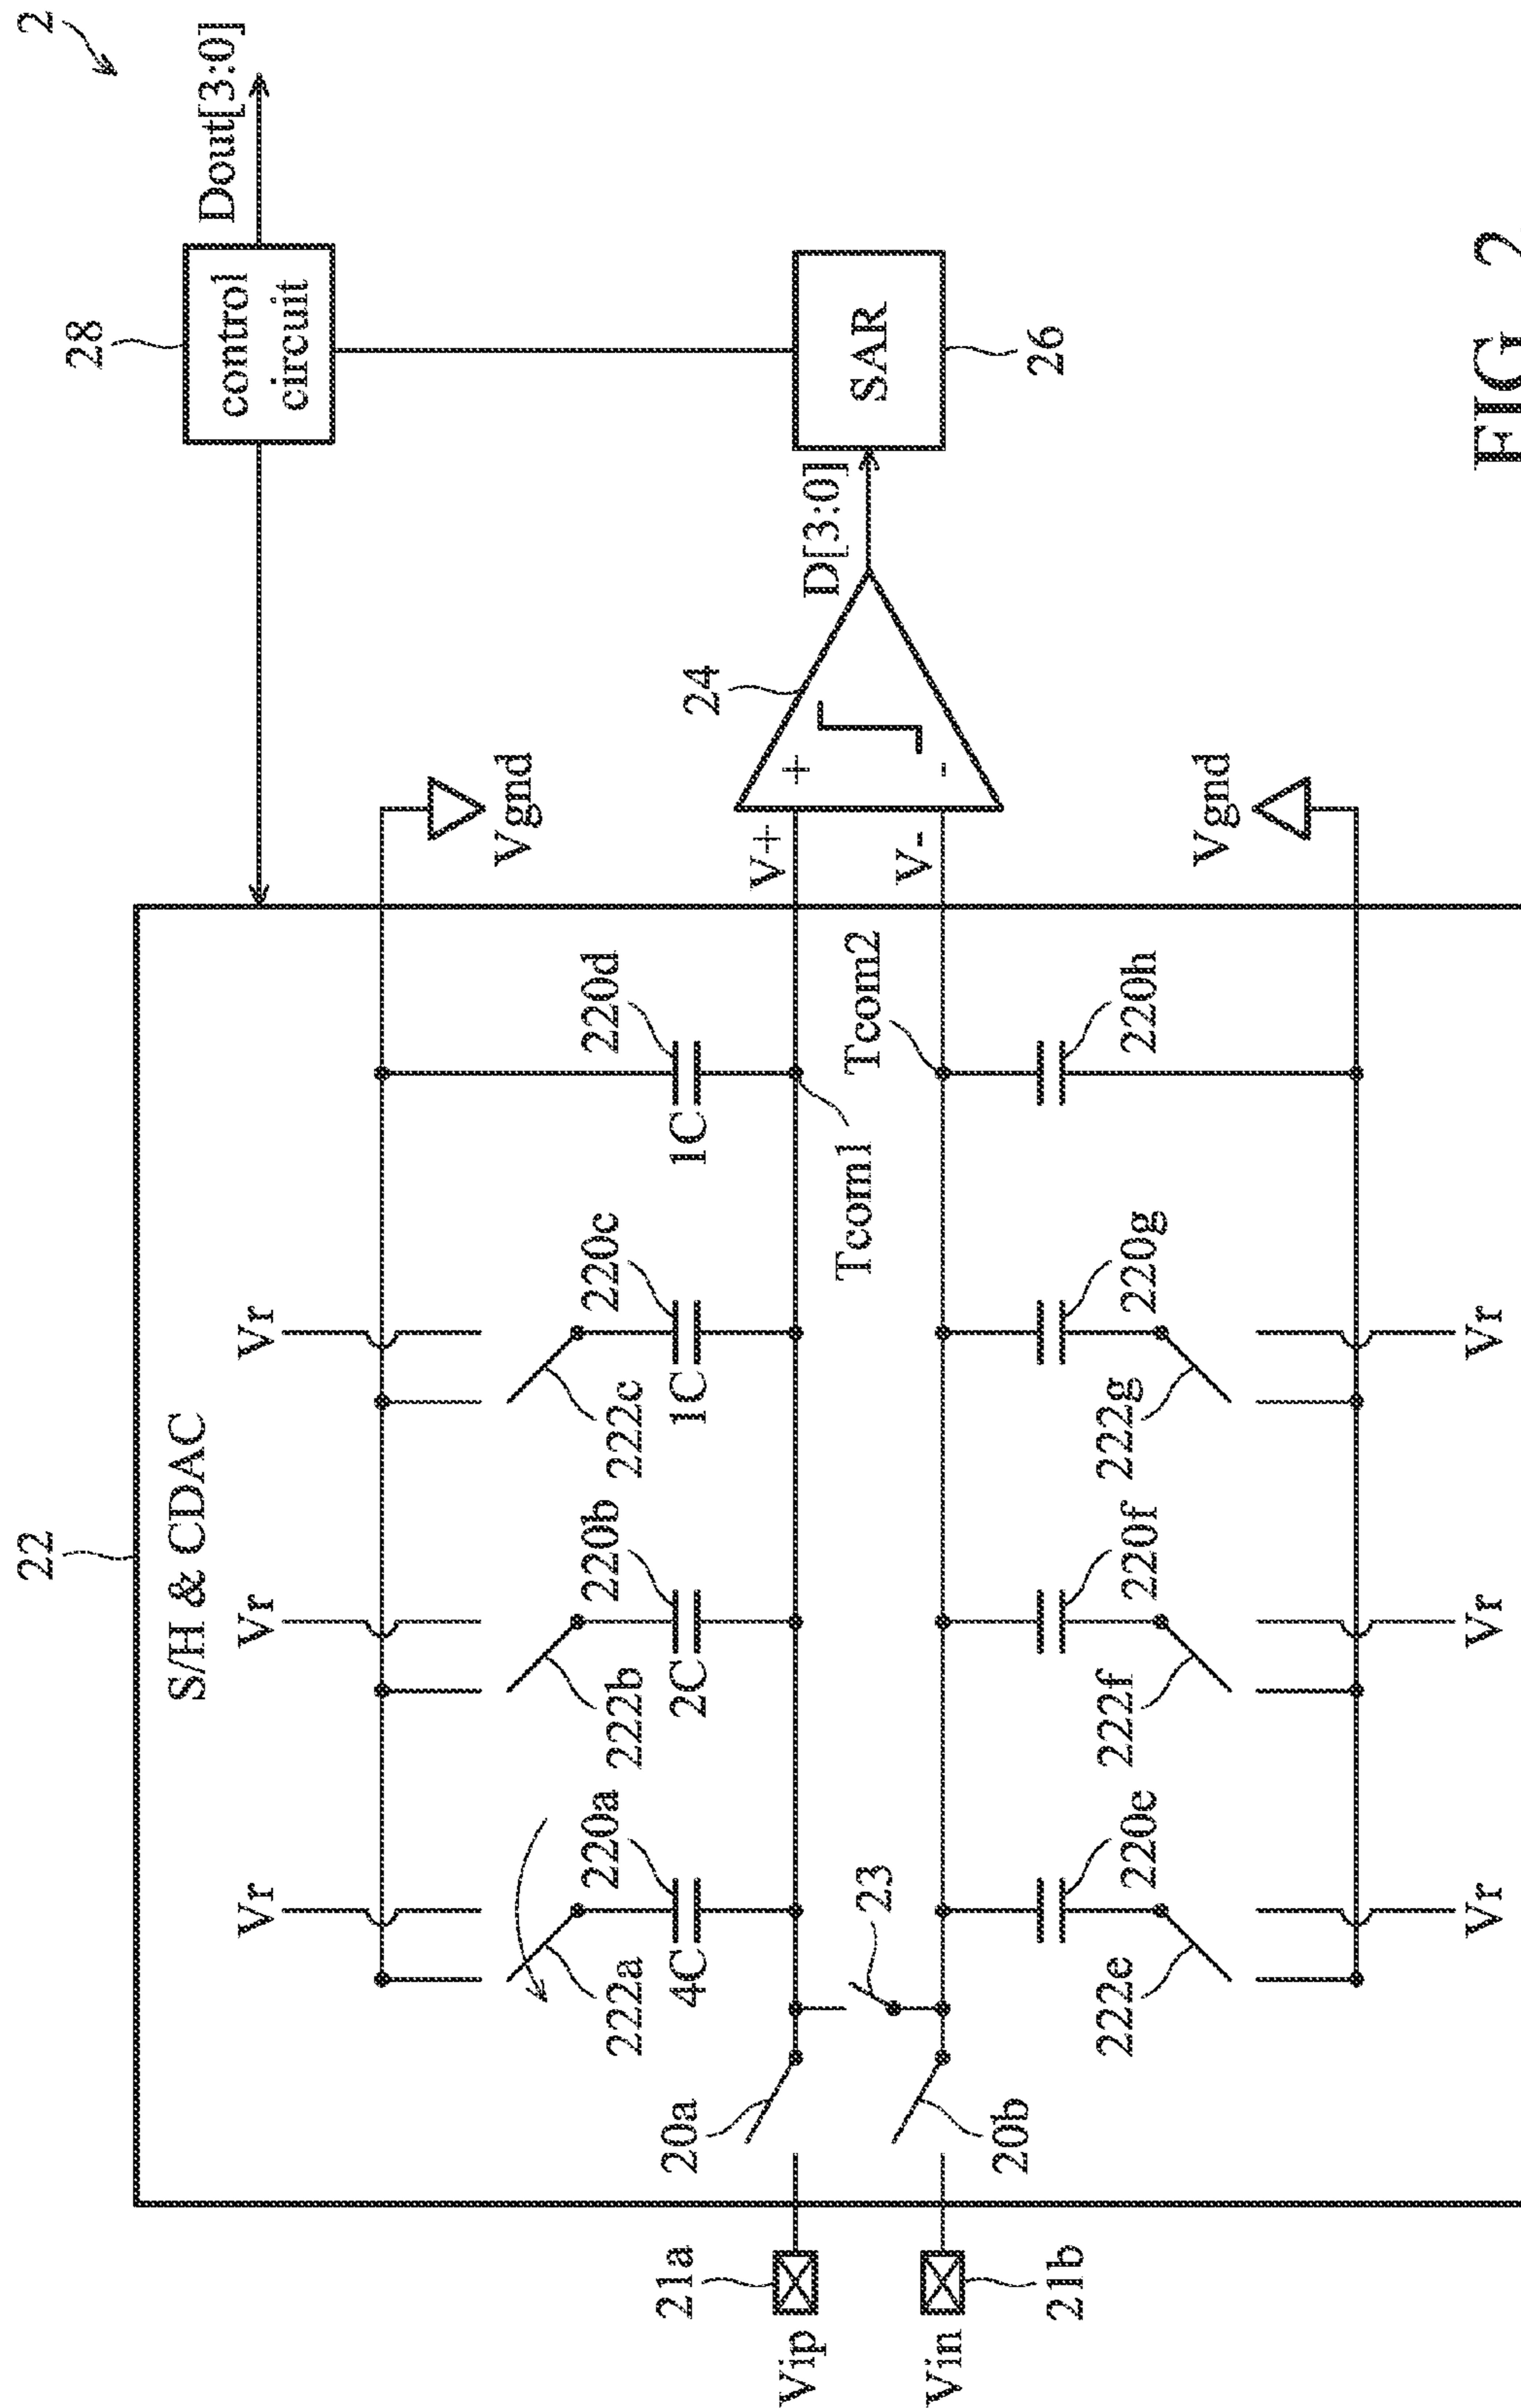 2
22
S/H & CDAC
28
control
circuit
Dout[3:0]
Vr
Vr
Vr
Vgnd
222a
220a
222b
220b
222c
220c
220d
4C
2C
1C
1C
24
21a
20a
Vip
V+
+
D[3:0]
23
Tcom1
Tcom2
SAR
Vin
V-
-
20b
21b
26
220e
220f
220g
220h
222e
222f
222g
Vgnd
Vr
Vr
Vr
FIG. 2